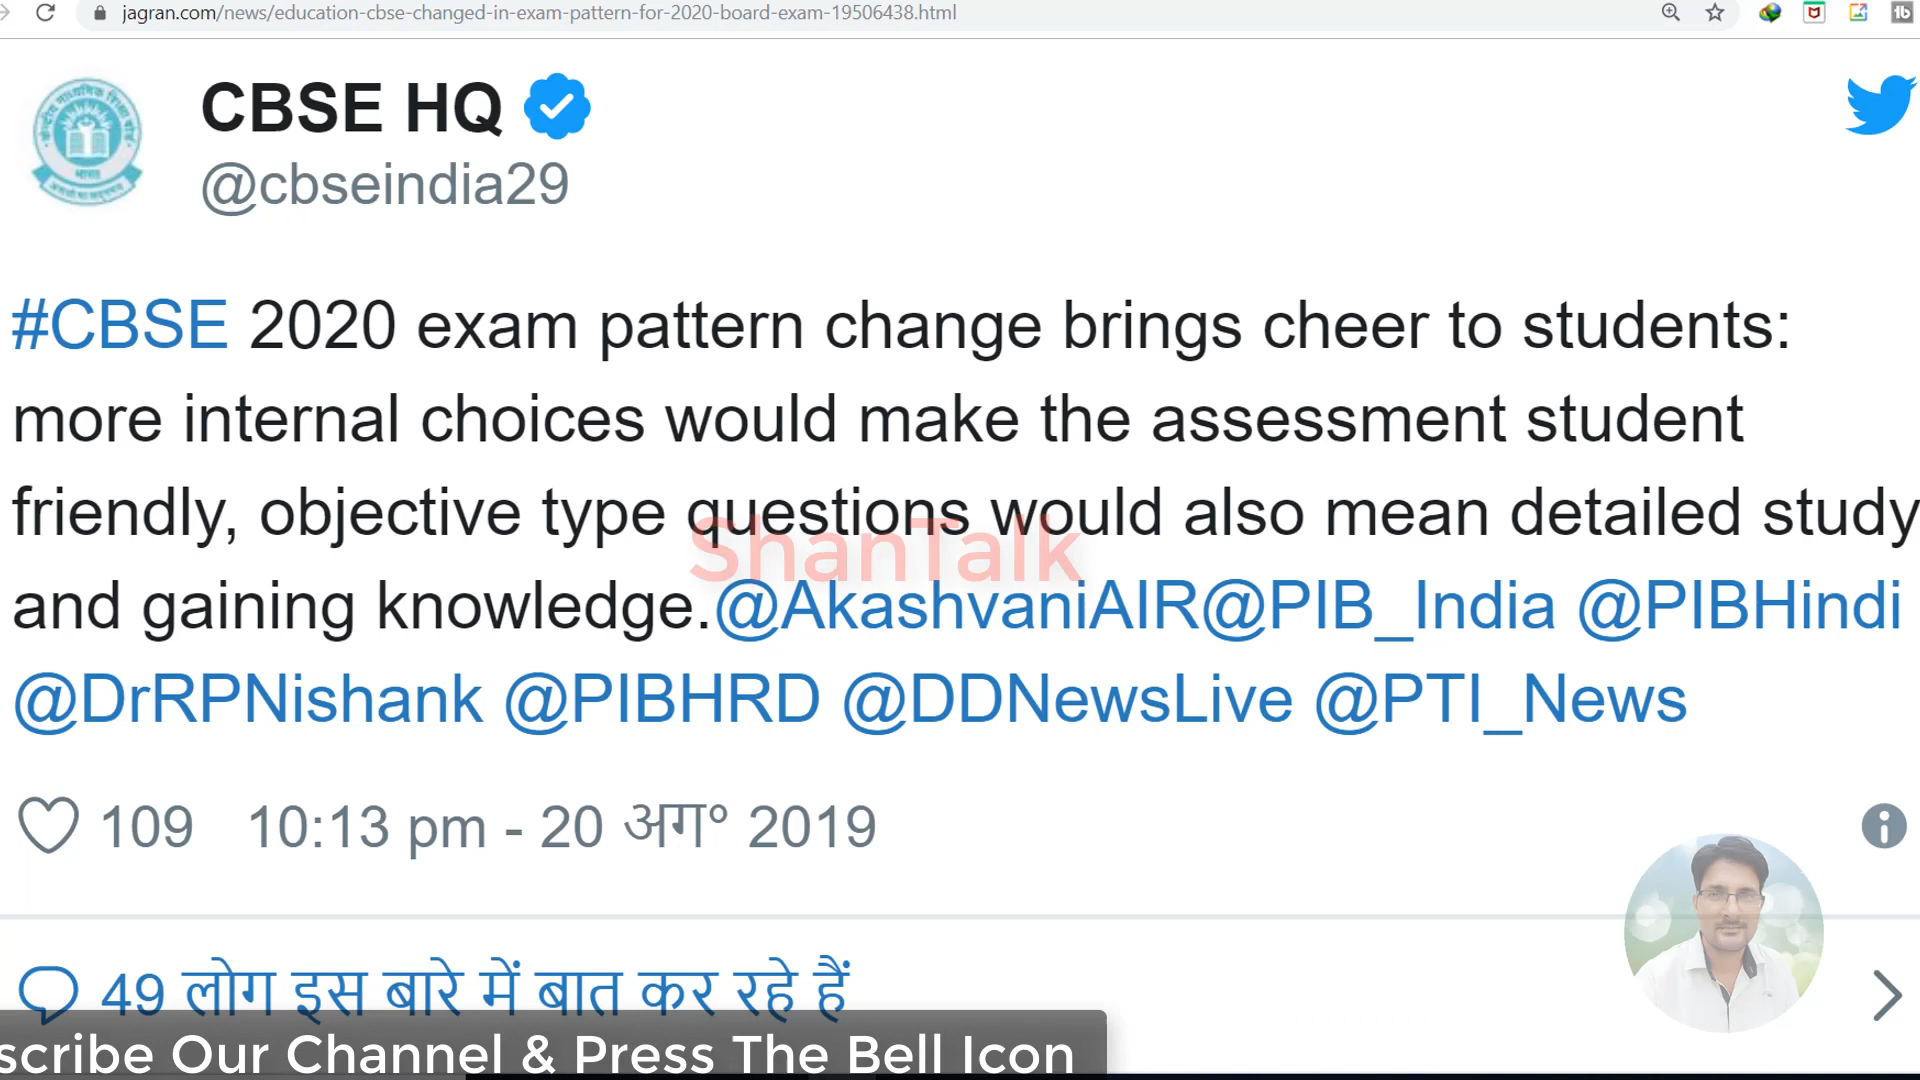 jagran.com/news/education-cbse-changed-in-exam-pattern-for-2020-board-exam-19506438.html
CBSE HQ
@cbseindia29
#CBSE 2020 exam pattern change brings cheer to students:
more internal choices would make the assessment student
friendly, objective type questions would also mean detailed study
ShanTalk
and gaining knowledge.@AkashvaniAIR@PIB_India @PIBHindi
@DrRPNishank @PIBHRD @DDNewsLive @PTI_News
109 10:13 pm - 20 अग॰ 2019
49 लोग इस बारे में बात कर रहे हैं
scribe Our Channel & Press The Bell Icon